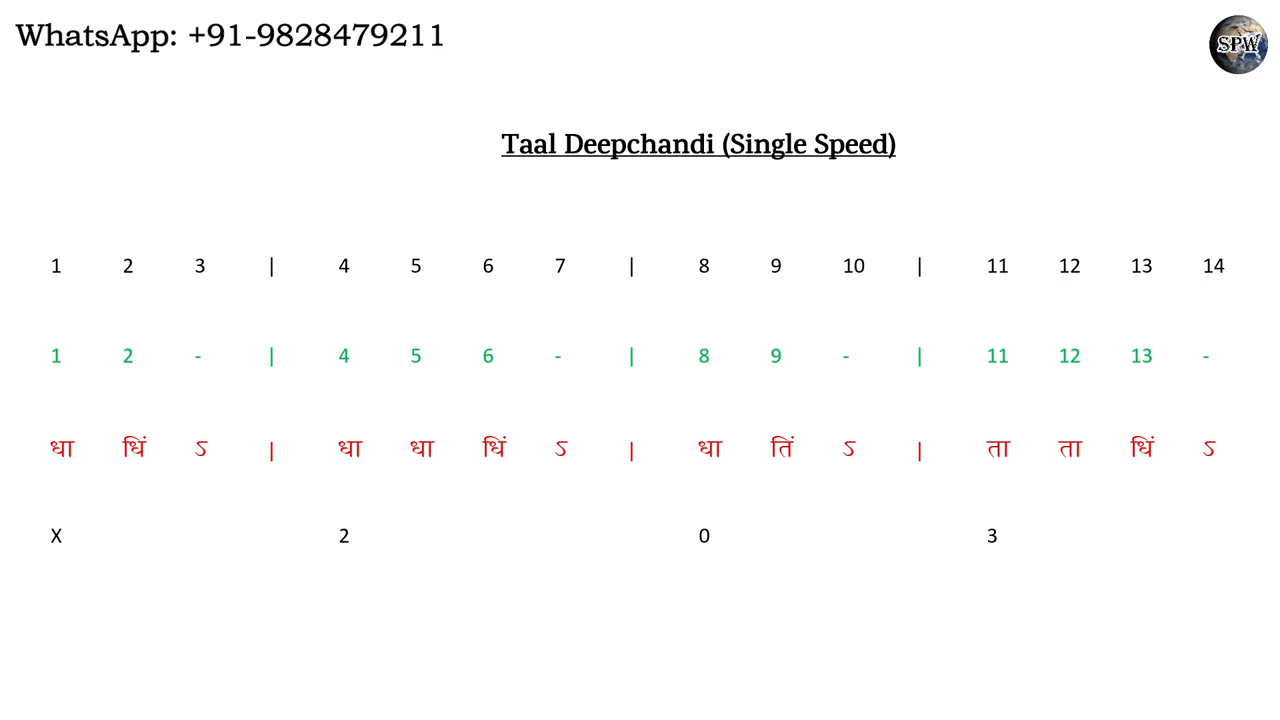 WhatsApp: +91-9828479211
SPW
Taal Deepchandi (Single Speed)
1 2 3 | 4 5 6 7 | 8 9 10 | 11 12 13 14
1 2 - | 4 5 6 - | 8 9 - | 11 12 13 -
धा धिं ऽ | धा धा धिं ऽ | धा तिं ऽ | ता ता धिं ऽ
X 2 0 3